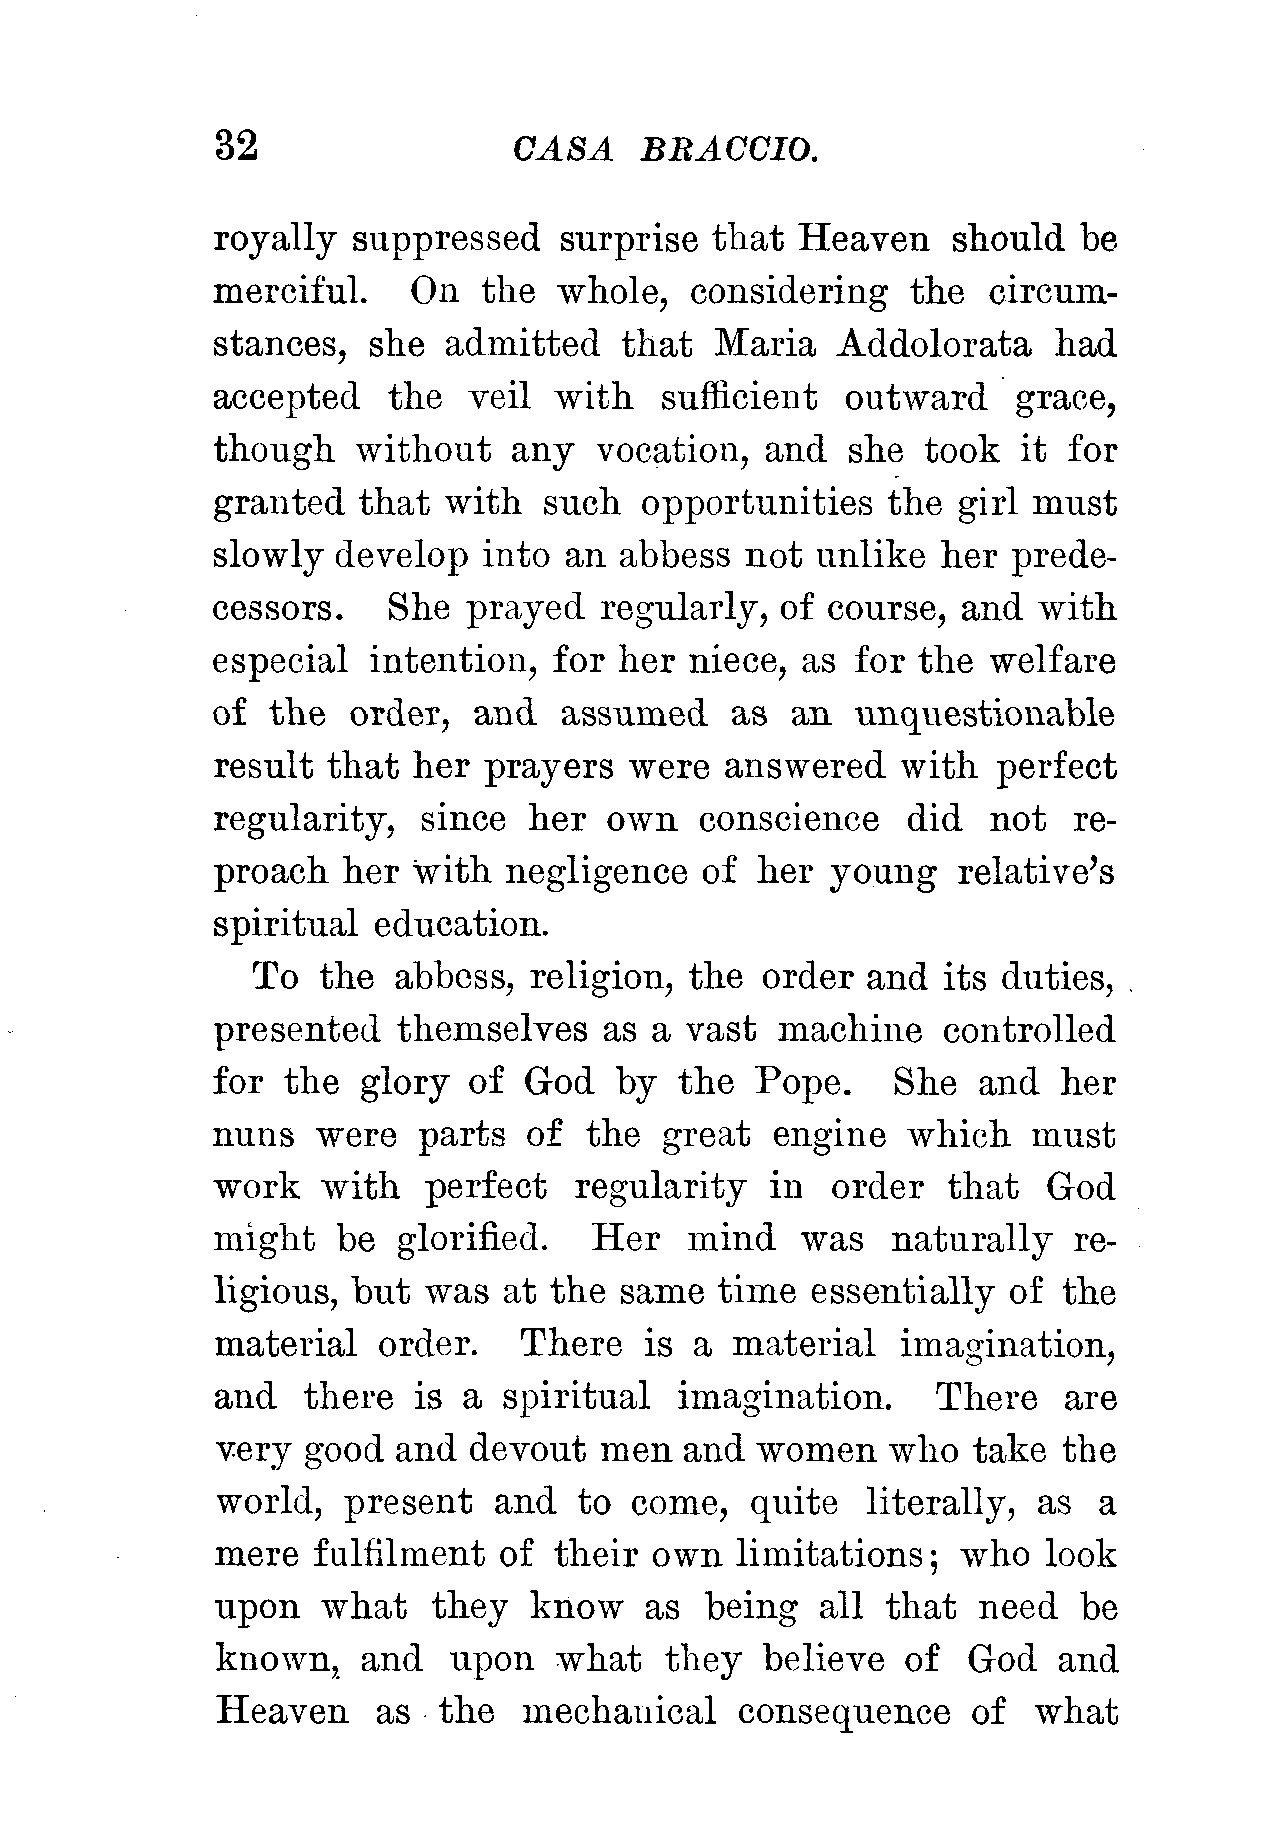 32 CASA BRACCIO.
royally suppressed surprise that Heaven should be
merciful. On the whole, considering the circum-
stances, she admitted that Maria Addolorata had
accepted the veil with sufficient outward grace,
though without any vocation, and she took it for
granted that with such opportunities the girl must
slowly develop into an abbess not unlike her prede-
cessors. She prayed regularly, of course, and with
especial intention, for her niece, as for the welfare
of the order, and assumed as an unquestionable
result that her prayers were answered with perfect
regularity, since her own conscience did not re-
proach her with negligence of her young relative's
spiritual education.
To the abbess, religion, the order and its duties,
presented themselves as a vast machine controlled
for the glory of God by the Pope. She and her
nuns were parts of the great engine which must
work with perfect regularity in order that God
might be glorified. Her mind was naturally re-
ligious, but was at the same time essentially of the
material order. There is a material imagination,
and there is a spiritual imagination. There are
very good and devout men and women who take the
world, present and to come, quite literally, as a
mere fulfilment of their own limitations; who look
upon what they know as being all that need be
known, and upon what they believe of God and
Heaven as the mechanical consequence of what